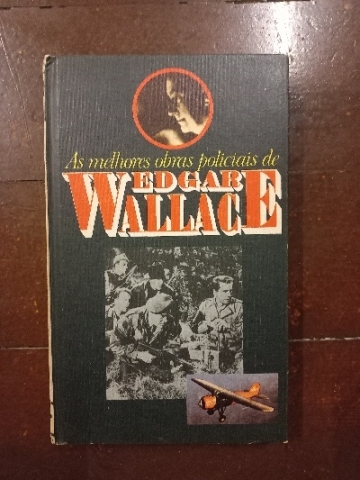 As melhores obras policiais de
EDGAR
WALLACE